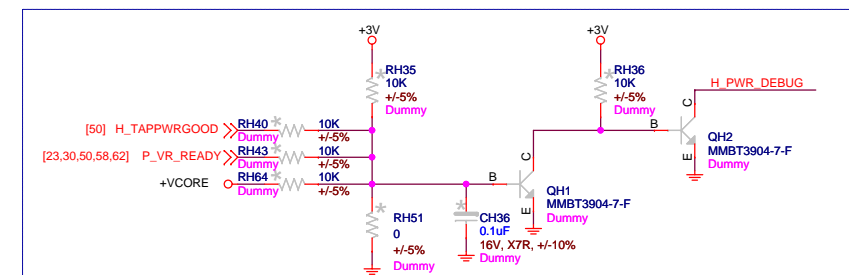 +3V
+3V
RH35
10K
+/-5%
Dummy
RH36
10K
+/-5%
Dummy
H_PWR_DEBUG
[50] H_TAPPWRGOOD RH40 10K
Dummy +/-5%
[23,30,50,58,62] P_VR_READY RH43 10K
Dummy +/-5%
+VCORE RH64 10K
Dummy +/-5%
B C E
QH1
MMBT3904-7-F
Dummy
B C E
QH2
MMBT3904-7-F
Dummy
RH51
0
+/-5%
Dummy
CH36
0.1uF
16V, X7R, +/-10%
Dummy